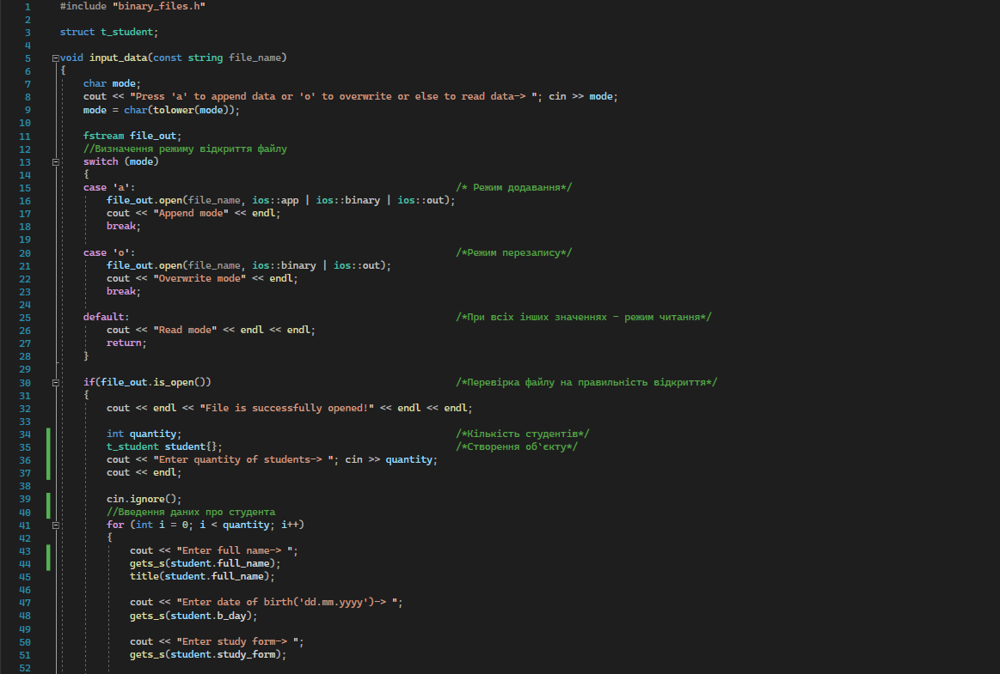 1 #include "binary_files.h"
2
3 struct t_student;
4
5 void input_data(const string file_name)
6 {
7 char mode;
8 cout << "Press 'a' to append data or 'o' to overwrite or else to read data-> "; cin >> mode;
9 mode = char(tolower(mode));
10
11 fstream file_out;
12 //Визначення режиму відкриття файлу
13 switch (mode)
14 {
15 case 'a': /* Режим додавання*/
16 file_out.open(file_name, ios::app | ios::binary | ios::out);
17 cout << "Append mode" << endl;
18 break;
19
20 case 'o': /*Режим перезапису*/
21 file_out.open(file_name, ios::binary | ios::out);
22 cout << "Overwrite mode" << endl;
23 break;
24
25 default: /*При всіх інших значеннях - режим читання*/
26 cout << "Read mode" << endl << endl;
27 return;
28 }
29
30 if(file_out.is_open()) /*Перевірка файлу на правильність відкриття*/
31 {
32 cout << endl << "File is successfully opened!" << endl << endl;
33
34 int quantity; /*Кількість студентів*/
35 t_student student{}; /*Створення об'єкту*/
36 cout << "Enter quantity of students-> "; cin >> quantity;
37 cout << endl;
38
39 cin.ignore();
40 //Введення даних про студента
41 for (int i = 0; i < quantity; i++)
42 {
43 cout << "Enter full name-> ";
44 gets_s(student.full_name);
45 title(student.full_name);
46
47 cout << "Enter date of birth('dd.mm.yyyy')-> ";
48 gets_s(student.b_day);
49
50 cout << "Enter study form-> ";
51 gets_s(student.study_form);
52